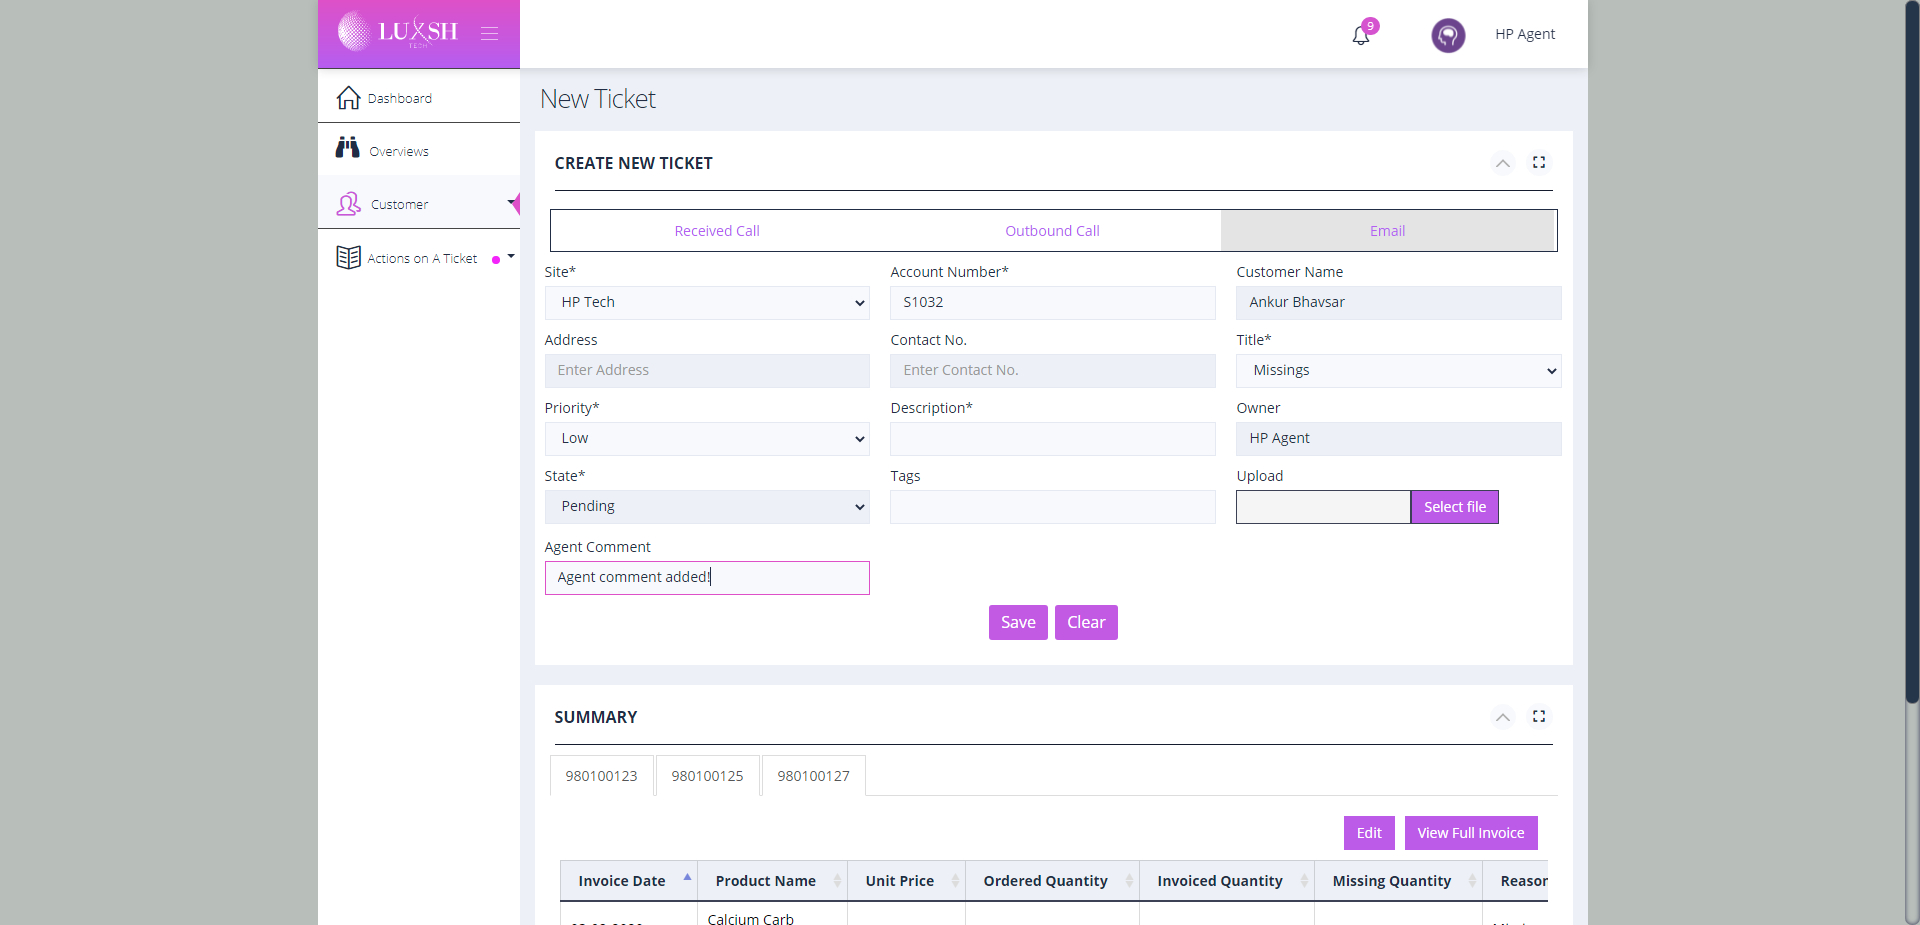 LUXSH
TECH
9
HP Agent
Dashboard
Overviews
Customer
Actions on A Ticket
New Ticket
CREATE NEW TICKET
Received Call
Outbound Call
Email
Site*
Account Number*
Customer Name
HP Tech
S1032
Ankur Bhavsar
Address
Contact No.
Title*
Enter Address
Enter Contact No.
Missings
Priority*
Description*
Owner
Low
HP Agent
State*
Tags
Upload
Pending
Select file
Agent Comment
Agent comment added!
Save
Clear
SUMMARY
980100123
980100125
980100127
Edit
View Full Invoice
Invoice Date
Product Name
Unit Price
Ordered Quantity
Invoiced Quantity
Missing Quantity
Reason
Calcium Carb